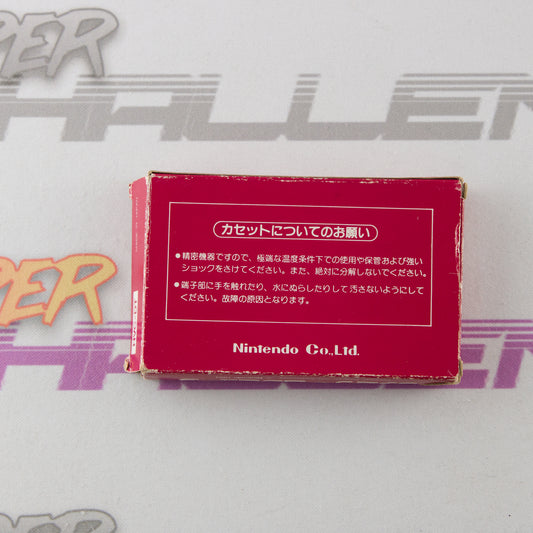 PER
HALLEN
カセットについてのお願い
●精密機器ですので、極端な温度条件下での使用や保管および強い
ショックをさけてください。また、絶対に分解しないでください。
●端子部に手を触れたり、水にぬらしたりして汚さないようにして
ください。故障の原因となります。
Nintendo Co.,Ltd.
PER
HALLEN
PER